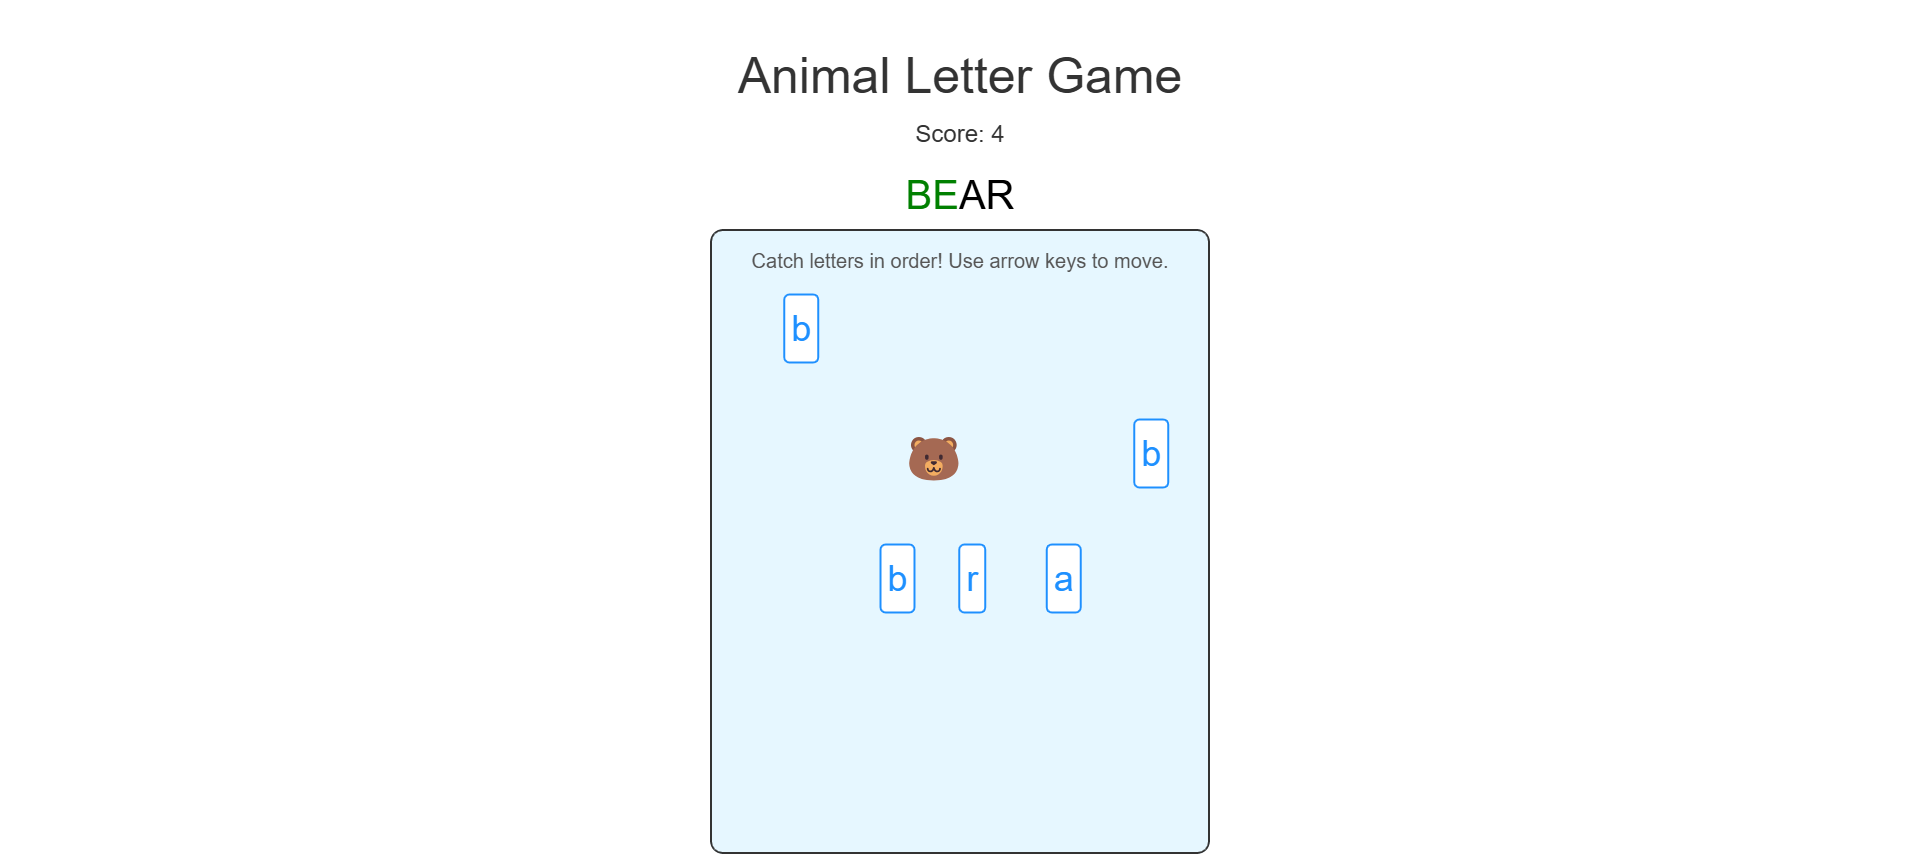 Animal Letter Game
Score: 4
BEAR
Catch letters in order! Use arrow keys to move.
b
b
b r a